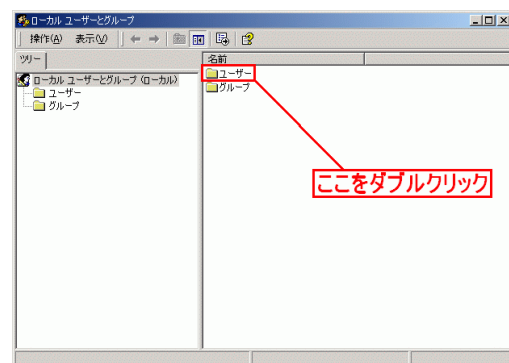 ローカル ユーザーとグループ
操作(A) 表示(V)
ツリー
ローカル ユーザーとグループ (ローカル)
ユーザー
グループ
名前
ユーザー
グループ
ここをダブルクリック